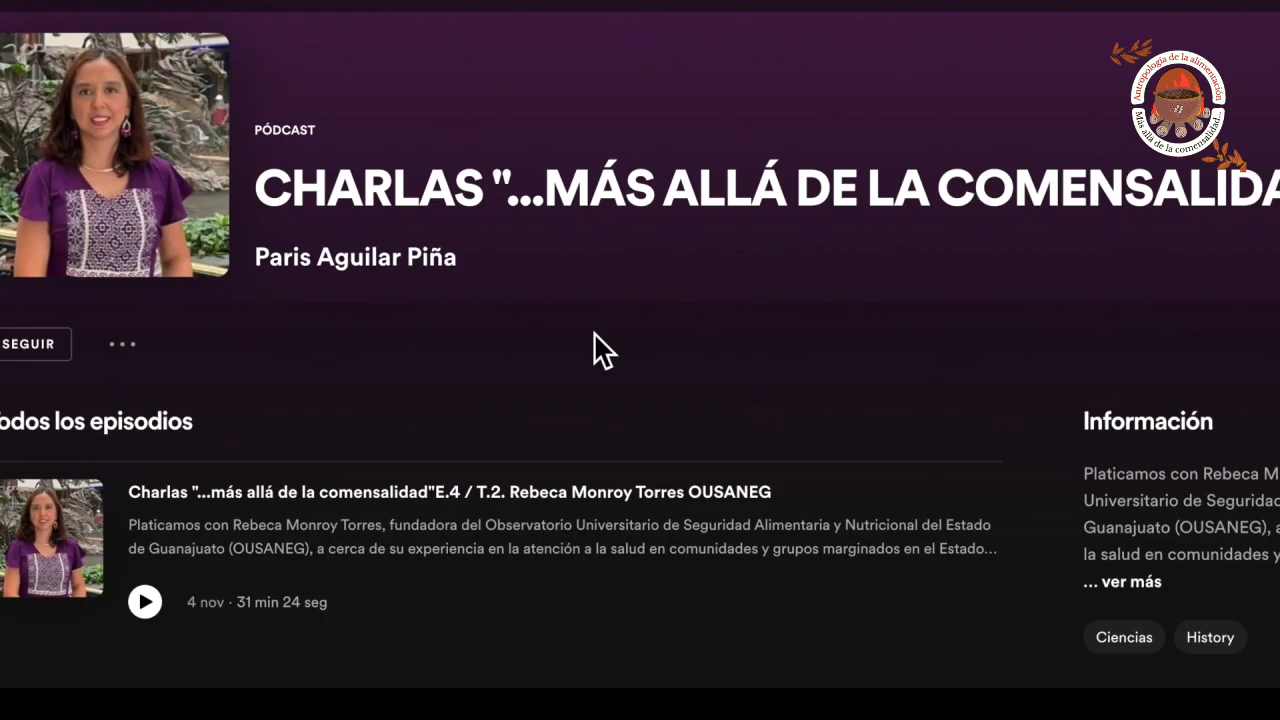 Antropología de la alimentación
Más allá de la comensalidad...
PÓDCAST
CHARLAS "...MÁS ALLÁ DE LA COMENSALIDA
Paris Aguilar Piña
SEGUIR
odos los episodios
Información
Charlas "...más allá de la comensalidad"E.4 / T.2. Rebeca Monroy Torres OUSANEG
Platicamos con Rebeca Monroy Torres, fundadora del Observatorio Universitario de Seguridad Alimentaria y Nutricional del Estado
de Guanajuato (OUSANEG), a cerca de su experiencia en la atención a la salud en comunidades y grupos marginados en el Estado...
4 nov · 31 min 24 seg
Platicamos con Rebeca M
Universitario de Seguridad
Guanajuato (OUSANEG), a
la salud en comunidades y
... ver más
Ciencias History